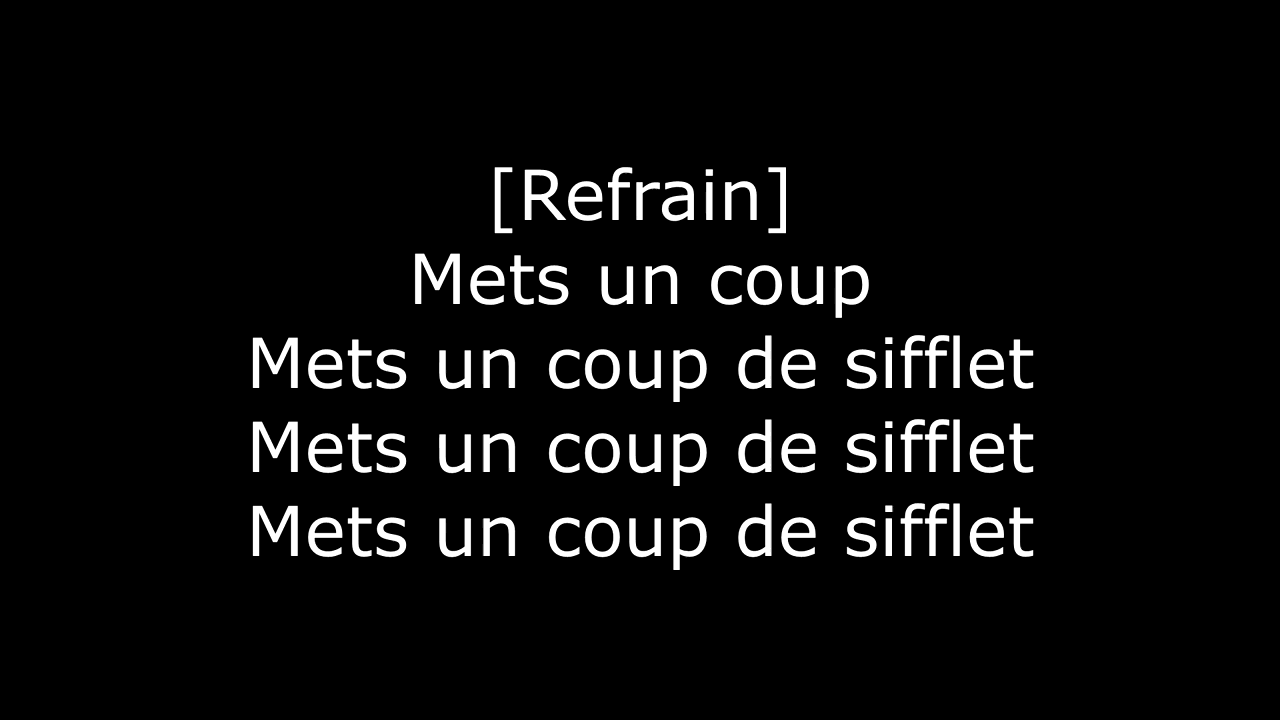 [Refrain]
Mets un coup
Mets un coup de sifflet
Mets un coup de sifflet
Mets un coup de sifflet